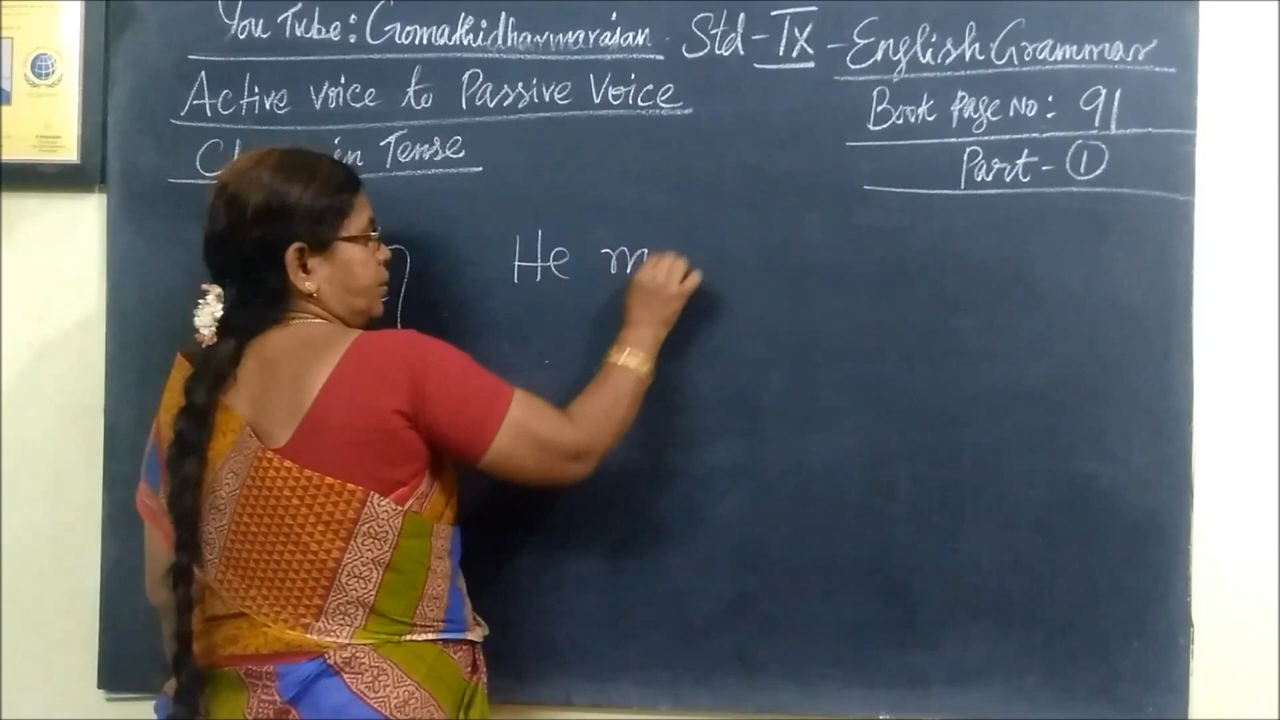 You Tube: Gomathidharmarajan Std - IX - English Grammar
Active voice to Passive Voice
Book Page No: 91
in Tense
Part - ①
He m